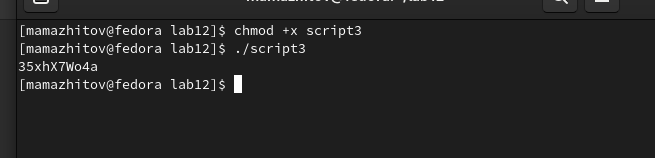 [mamazhitov@fedora lab12]$ chmod +x script3
[mamazhitov@fedora lab12]$ ./script3
35xhX7Wo4a
[mamazhitov@fedora lab12]$